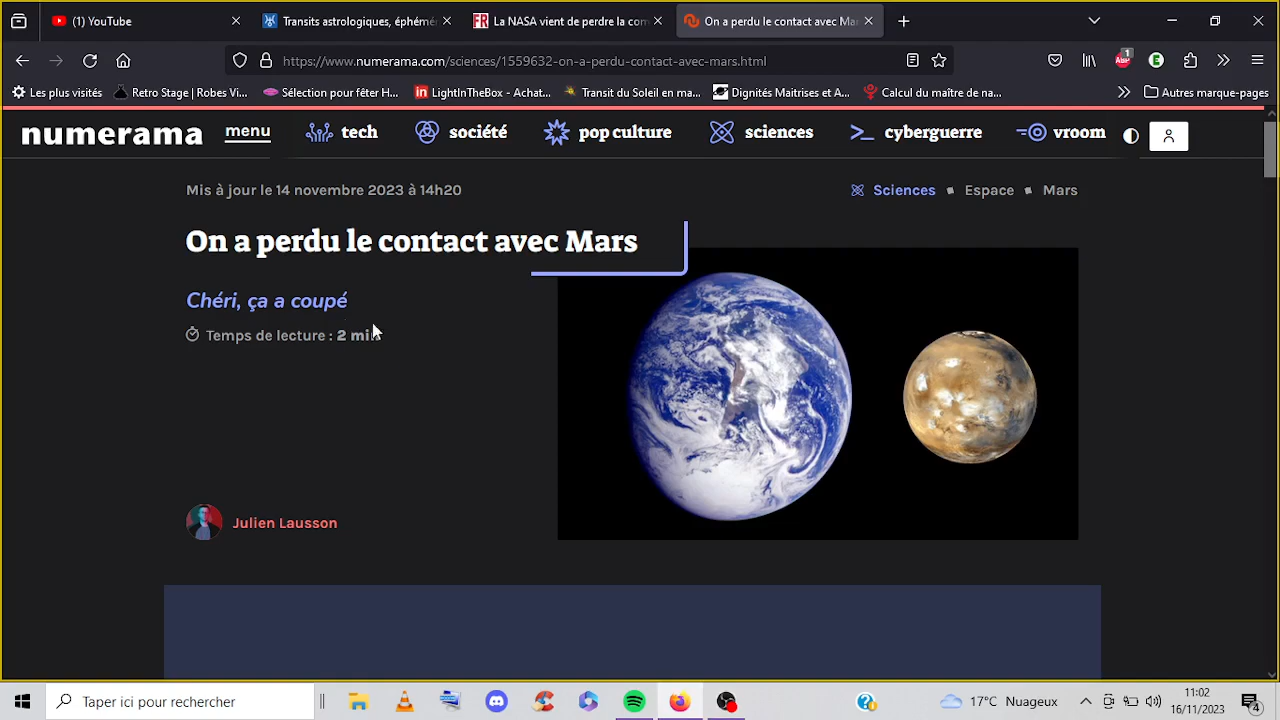 (1) YouTube
Transits astrologiques, éphémé
La NASA vient de perdre la com
On a perdu le contact avec Mar
https://www.numerama.com/sciences/1559632-on-a-perdu-contact-avec-mars.html
1
Les plus visités
Retro Stage | Robes Vi...
Sélection pour fêter H...
LightInTheBox - Achat...
Transit du Soleil en ma...
Dignités Maitrises et A...
Calcul du maître de na...
Autres marque-pages
numerama
menu
tech
société
pop culture
sciences
cyberguerre
vroom
Mis à jour le 14 novembre 2023 à 14h20
Sciences
Espace
Mars
On a perdu le contact avec Mars
Chéri, ça a coupé
Temps de lecture : 2 min
Julien Lausson
Taper ici pour rechercher
17°C Nuageux
11:02
16/11/2023
4